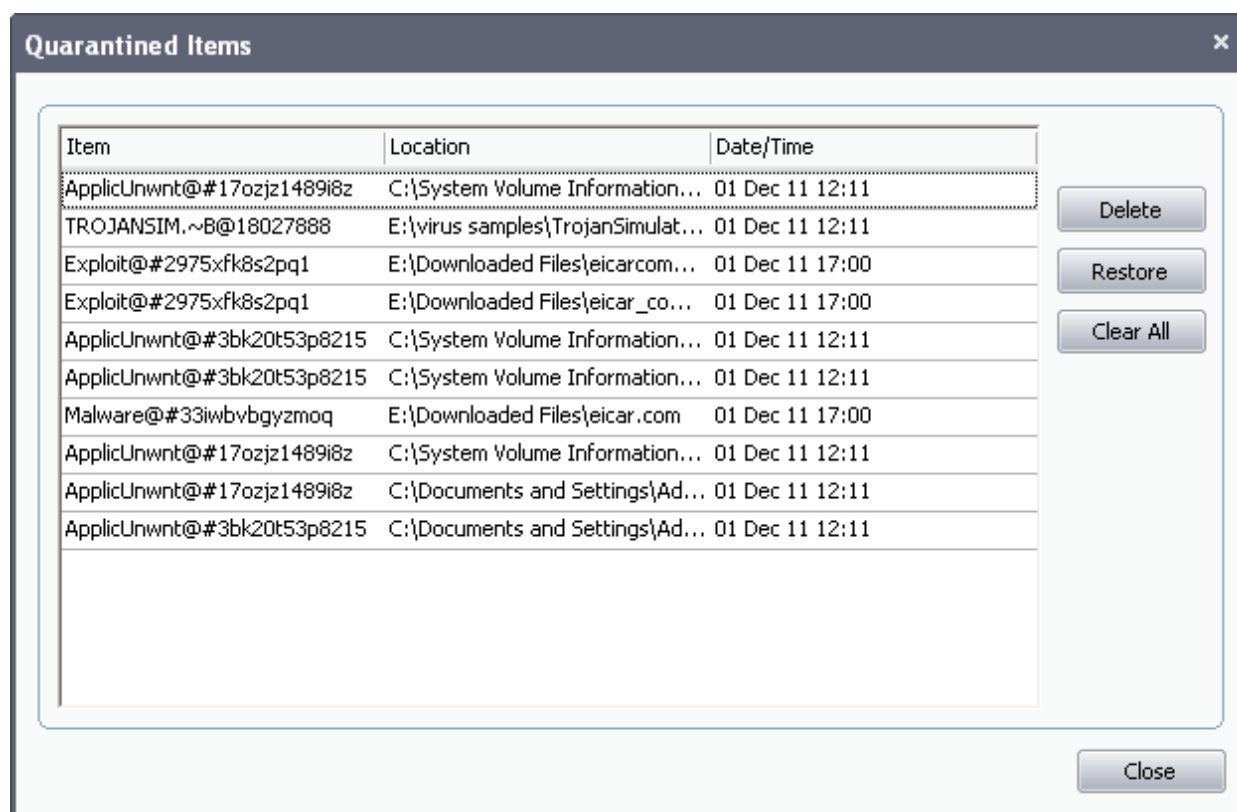 Quarantined Items
Item Location Date/Time
ApplicUnwnt@#17ozjz1489i8z C:\System Volume Information... 01 Dec 11 12:11
TROJANSIM.~B@18027888 E:\virus samples\TrojanSimulat... 01 Dec 11 12:11
Exploit@#2975xfk8s2pq1 E:\Downloaded Files\eicarcom... 01 Dec 11 17:00
Exploit@#2975xfk8s2pq1 E:\Downloaded Files\eicar_co... 01 Dec 11 17:00
ApplicUnwnt@#3bk20t53p8215 C:\System Volume Information... 01 Dec 11 12:11
ApplicUnwnt@#3bk20t53p8215 C:\System Volume Information... 01 Dec 11 12:11
Malware@#33iwbvbgyzmoq E:\Downloaded Files\eicar.com 01 Dec 11 17:00
ApplicUnwnt@#17ozjz1489i8z C:\System Volume Information... 01 Dec 11 12:11
ApplicUnwnt@#17ozjz1489i8z C:\Documents and Settings\Ad... 01 Dec 11 12:11
ApplicUnwnt@#3bk20t53p8215 C:\Documents and Settings\Ad... 01 Dec 11 12:11
Delete
Restore
Clear All
Close